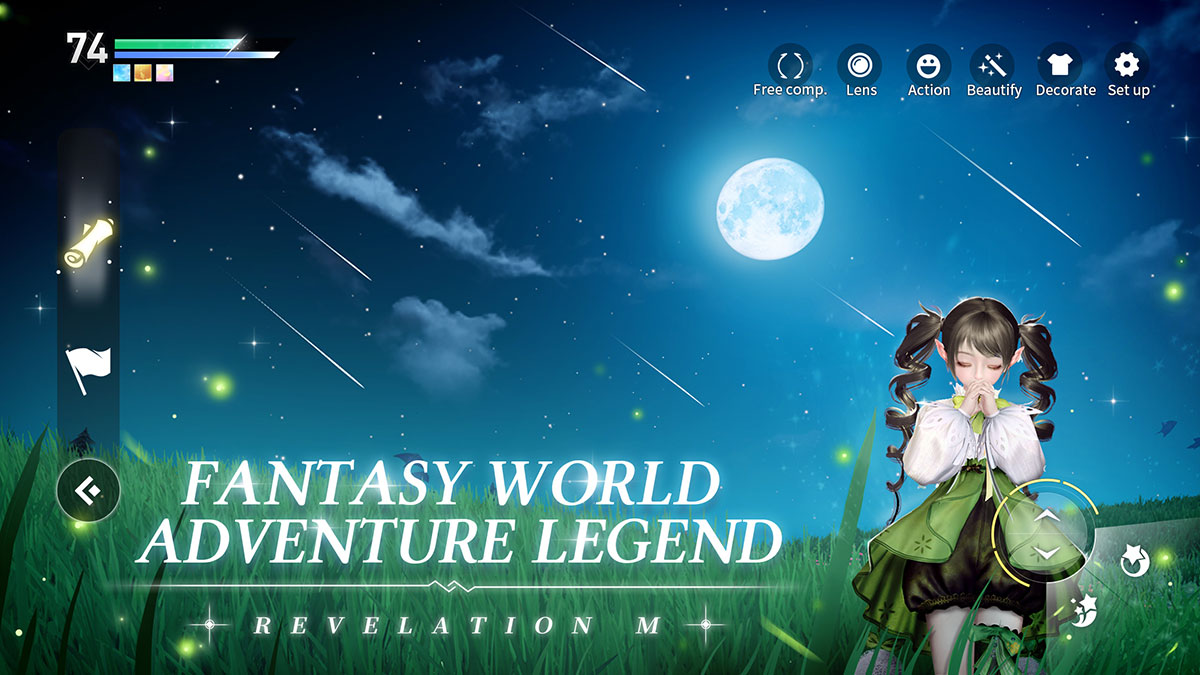 74
Free comp.
Lens
Action
Beautify
Decorate
Set up
FANTASY WORLD
ADVENTURE LEGEND
REVELATION M